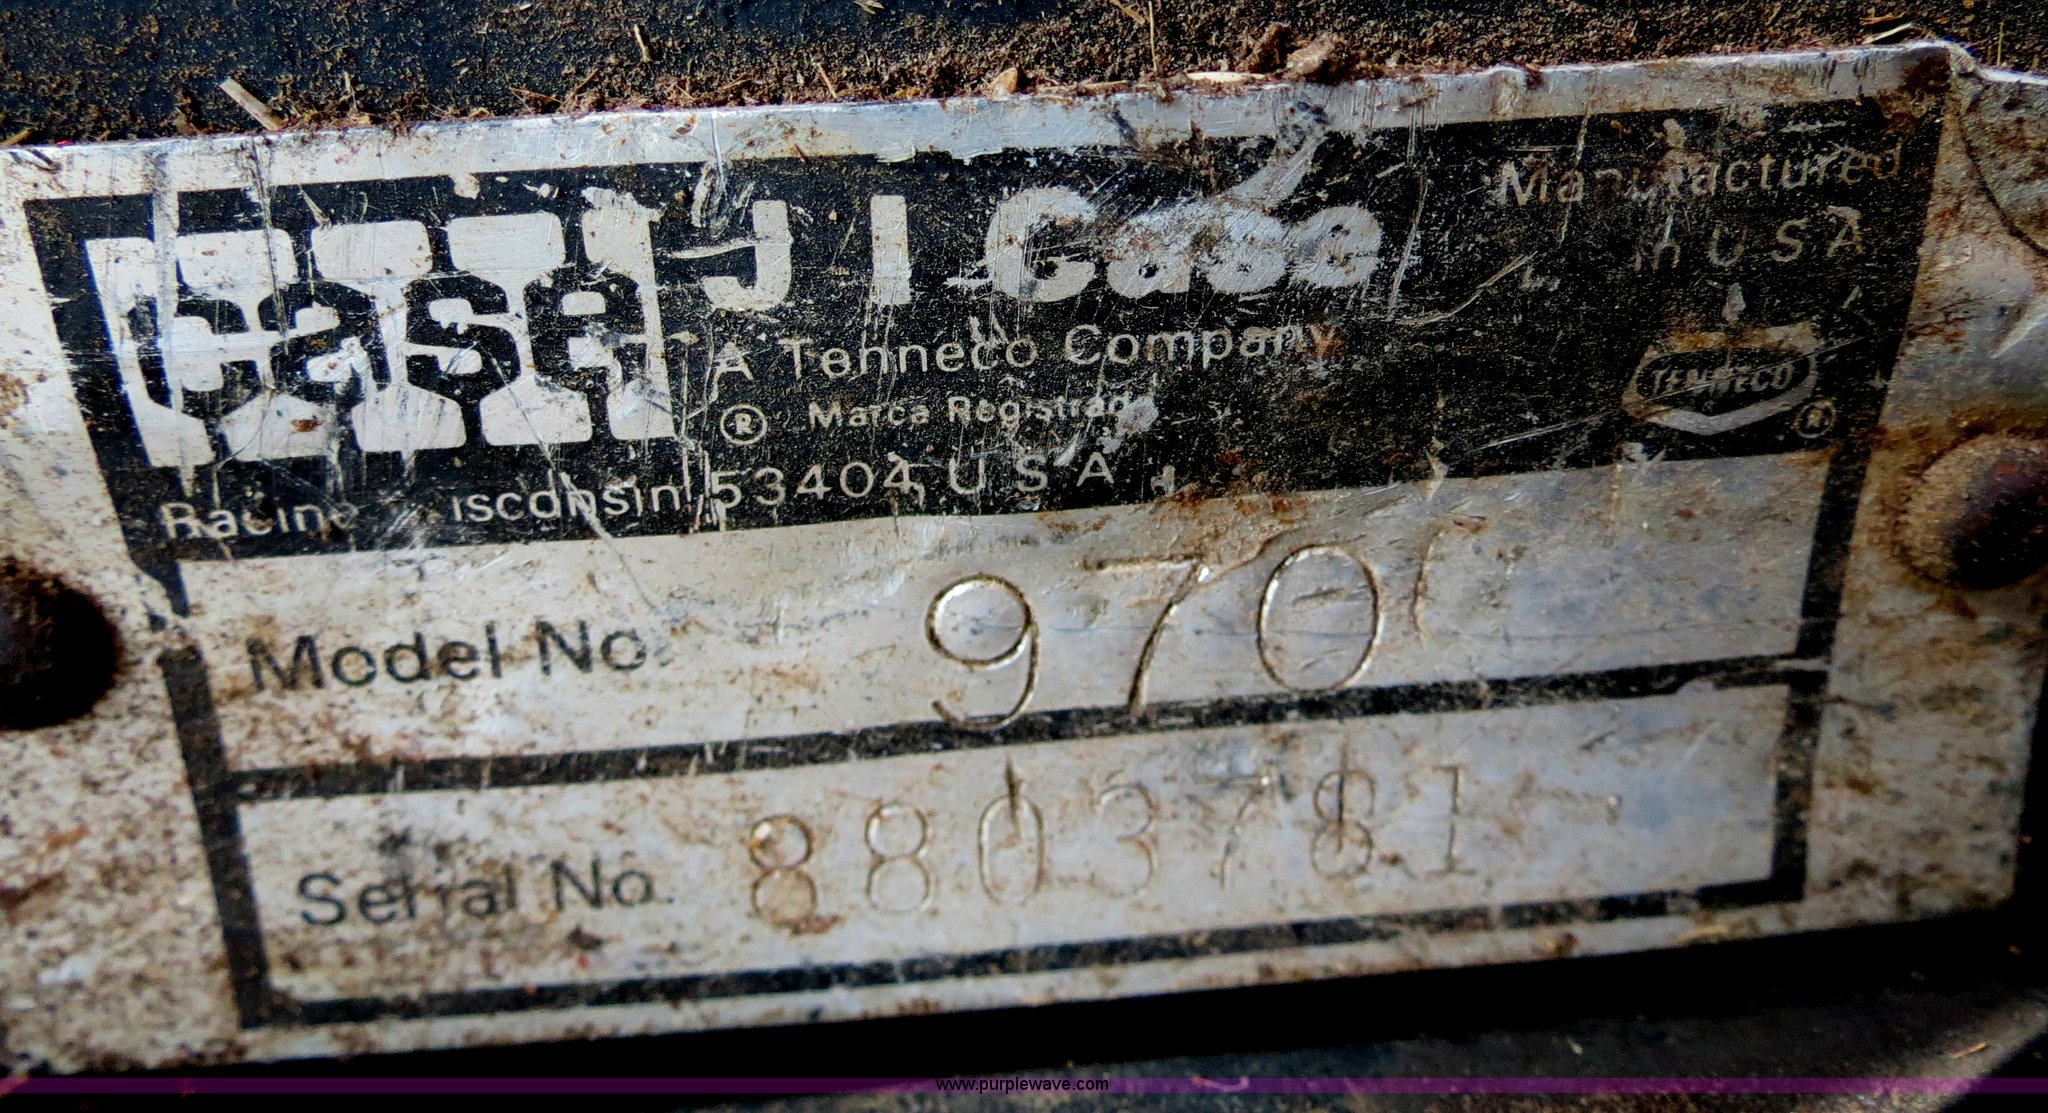 case
J I Case
Manufactured
in U S A
A Tenneco Company
TENNECO ®
® Marca Registrada
Racine Wisconsin 53404 U S A
Model No. 970
Serial No. 8803781
www.purplewave.com